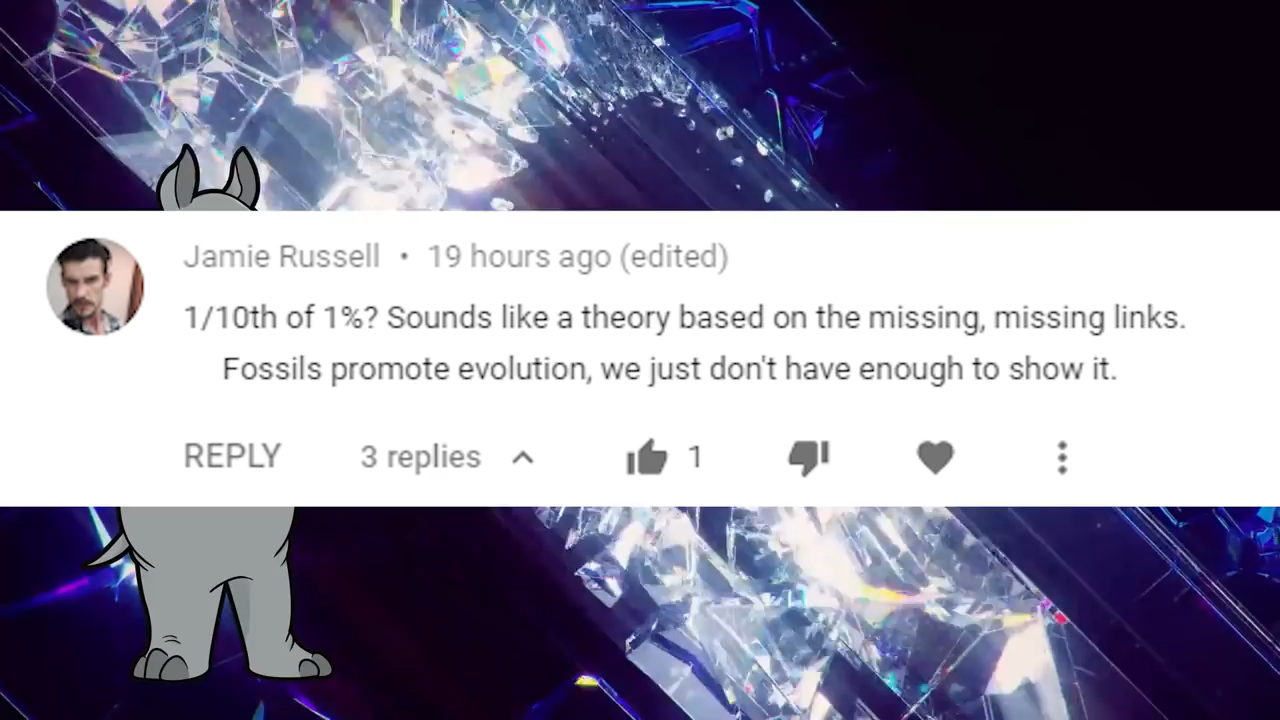 Jamie Russell • 19 hours ago (edited)
1/10th of 1%? Sounds like a theory based on the missing, missing links.
Fossils promote evolution, we just don't have enough to show it.
REPLY 3 replies 1